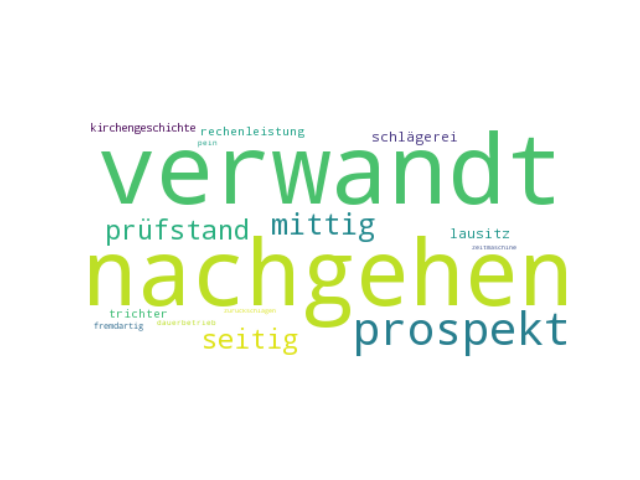 kirchengeschichte
rechenleistung
schlägerei
pein
verwandt
prüfstand
mittig
lausitz
zeitmaschine
nachgehen
trichter
fremdartig
dauerbetrieb
zurückschlagen
seitig
prospekt